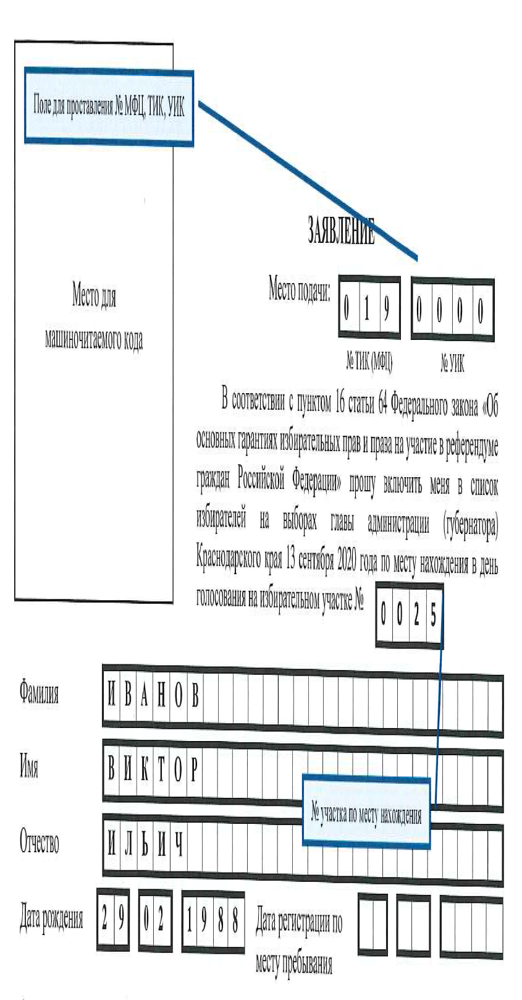 Поле для проставления № МФЦ, ТИК, УИК
ЗАЯВЛЕНИЕ
Место подачи: 0 1 9 0 0 0 0
№ ТИК (МФЦ) № УИК
Место для
машиночитаемого кода
В соответствии с пунктом 16 статьи 64 Федерального закона «Об
основных гарантиях избирательных прав и права на участие в референдуме
граждан Российской Федерации» прошу включить меня в список
избирателей на выборах главы администрации (губернатора)
Краснодарского края 13 сентября 2020 года по месту нахождения в день
голосования на избирательном участке № 0 0 2 5
Фамилия И В А Н О В
Имя В И К Т О Р
№ участка по месту нахождения
Отчество И Л Ь И Ч
Дата рождения 2 9 0 2 1 9 8 8 Дата регистрации по
месту пребывания